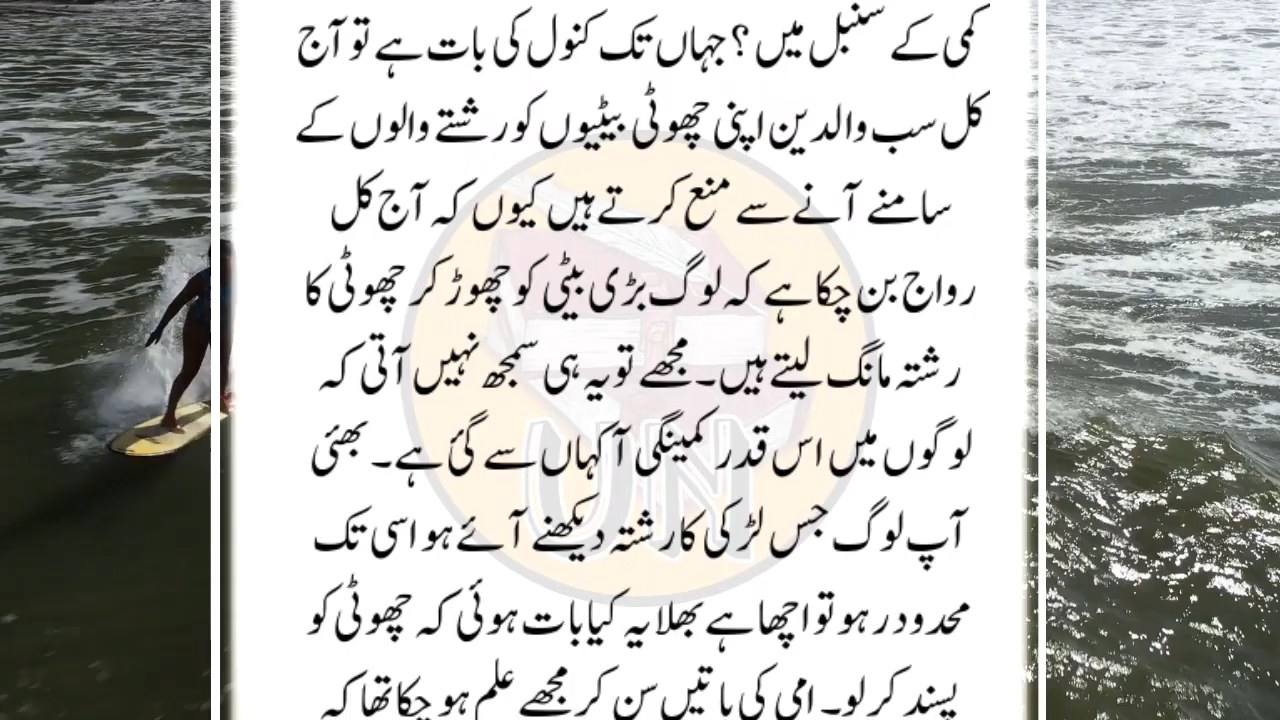 کمی کے سنبل میں؟ جہاں تک کنول کی بات ہے تو آج
کل سب والدین اپنی چھوٹی بیٹیوں کو رشتے والوں کے
سامنے آنے سے منع کرتے ہیں کیوں کہ آج کل
رواج بن چکا ہے کہ لوگ بڑی بیٹی کو چھوڑ کر چھوٹی کا
رشتہ مانگ لیتے ہیں۔ مجھے تو یہ ہی سمجھ نہیں آتی کہ
لوگوں میں اس قدر کمینگی آ کہاں سے گئی ہے۔ بھئی
آپ لوگ جس لڑکی کا رشتہ دیکھنے آئے ہو اسی تک
محدود رہو تو اچھا ہے بھلا یہ کیا بات ہوئی کہ چھوٹی کو
پسند کر لو۔ امی کی باتیں سن کر مجھے علم ہو چکا تھا کہ
UN